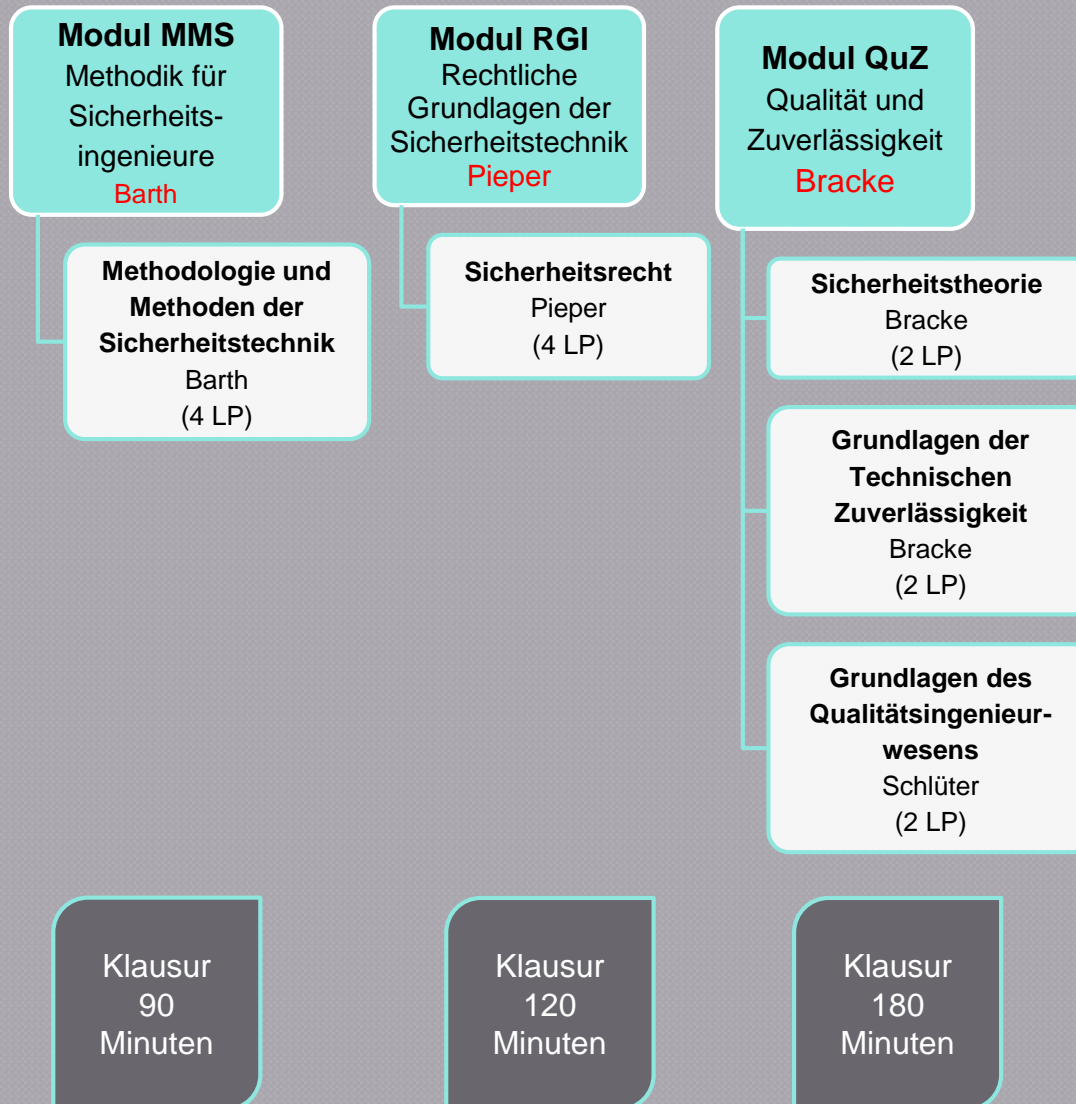 Modul MMS
Methodik für
Sicherheits-
ingenieure
Barth
Methodologie und
Methoden der
Sicherheitstechnik
Barth
(4 LP)
Klausur
90
Minuten
Modul RGI
Rechtliche
Grundlagen der
Sicherheitstechnik
Pieper
Sicherheitsrecht
Pieper
(4 LP)
Klausur
120
Minuten
Modul QuZ
Qualität und
Zuverlässigkeit
Bracke
Sicherheitstheorie
Bracke
(2 LP)
Grundlagen der
Technischen
Zuverlässigkeit
Bracke
(2 LP)
Grundlagen des
Qualitätsingenieur-
wesens
Schlüter
(2 LP)
Klausur
180
Minuten